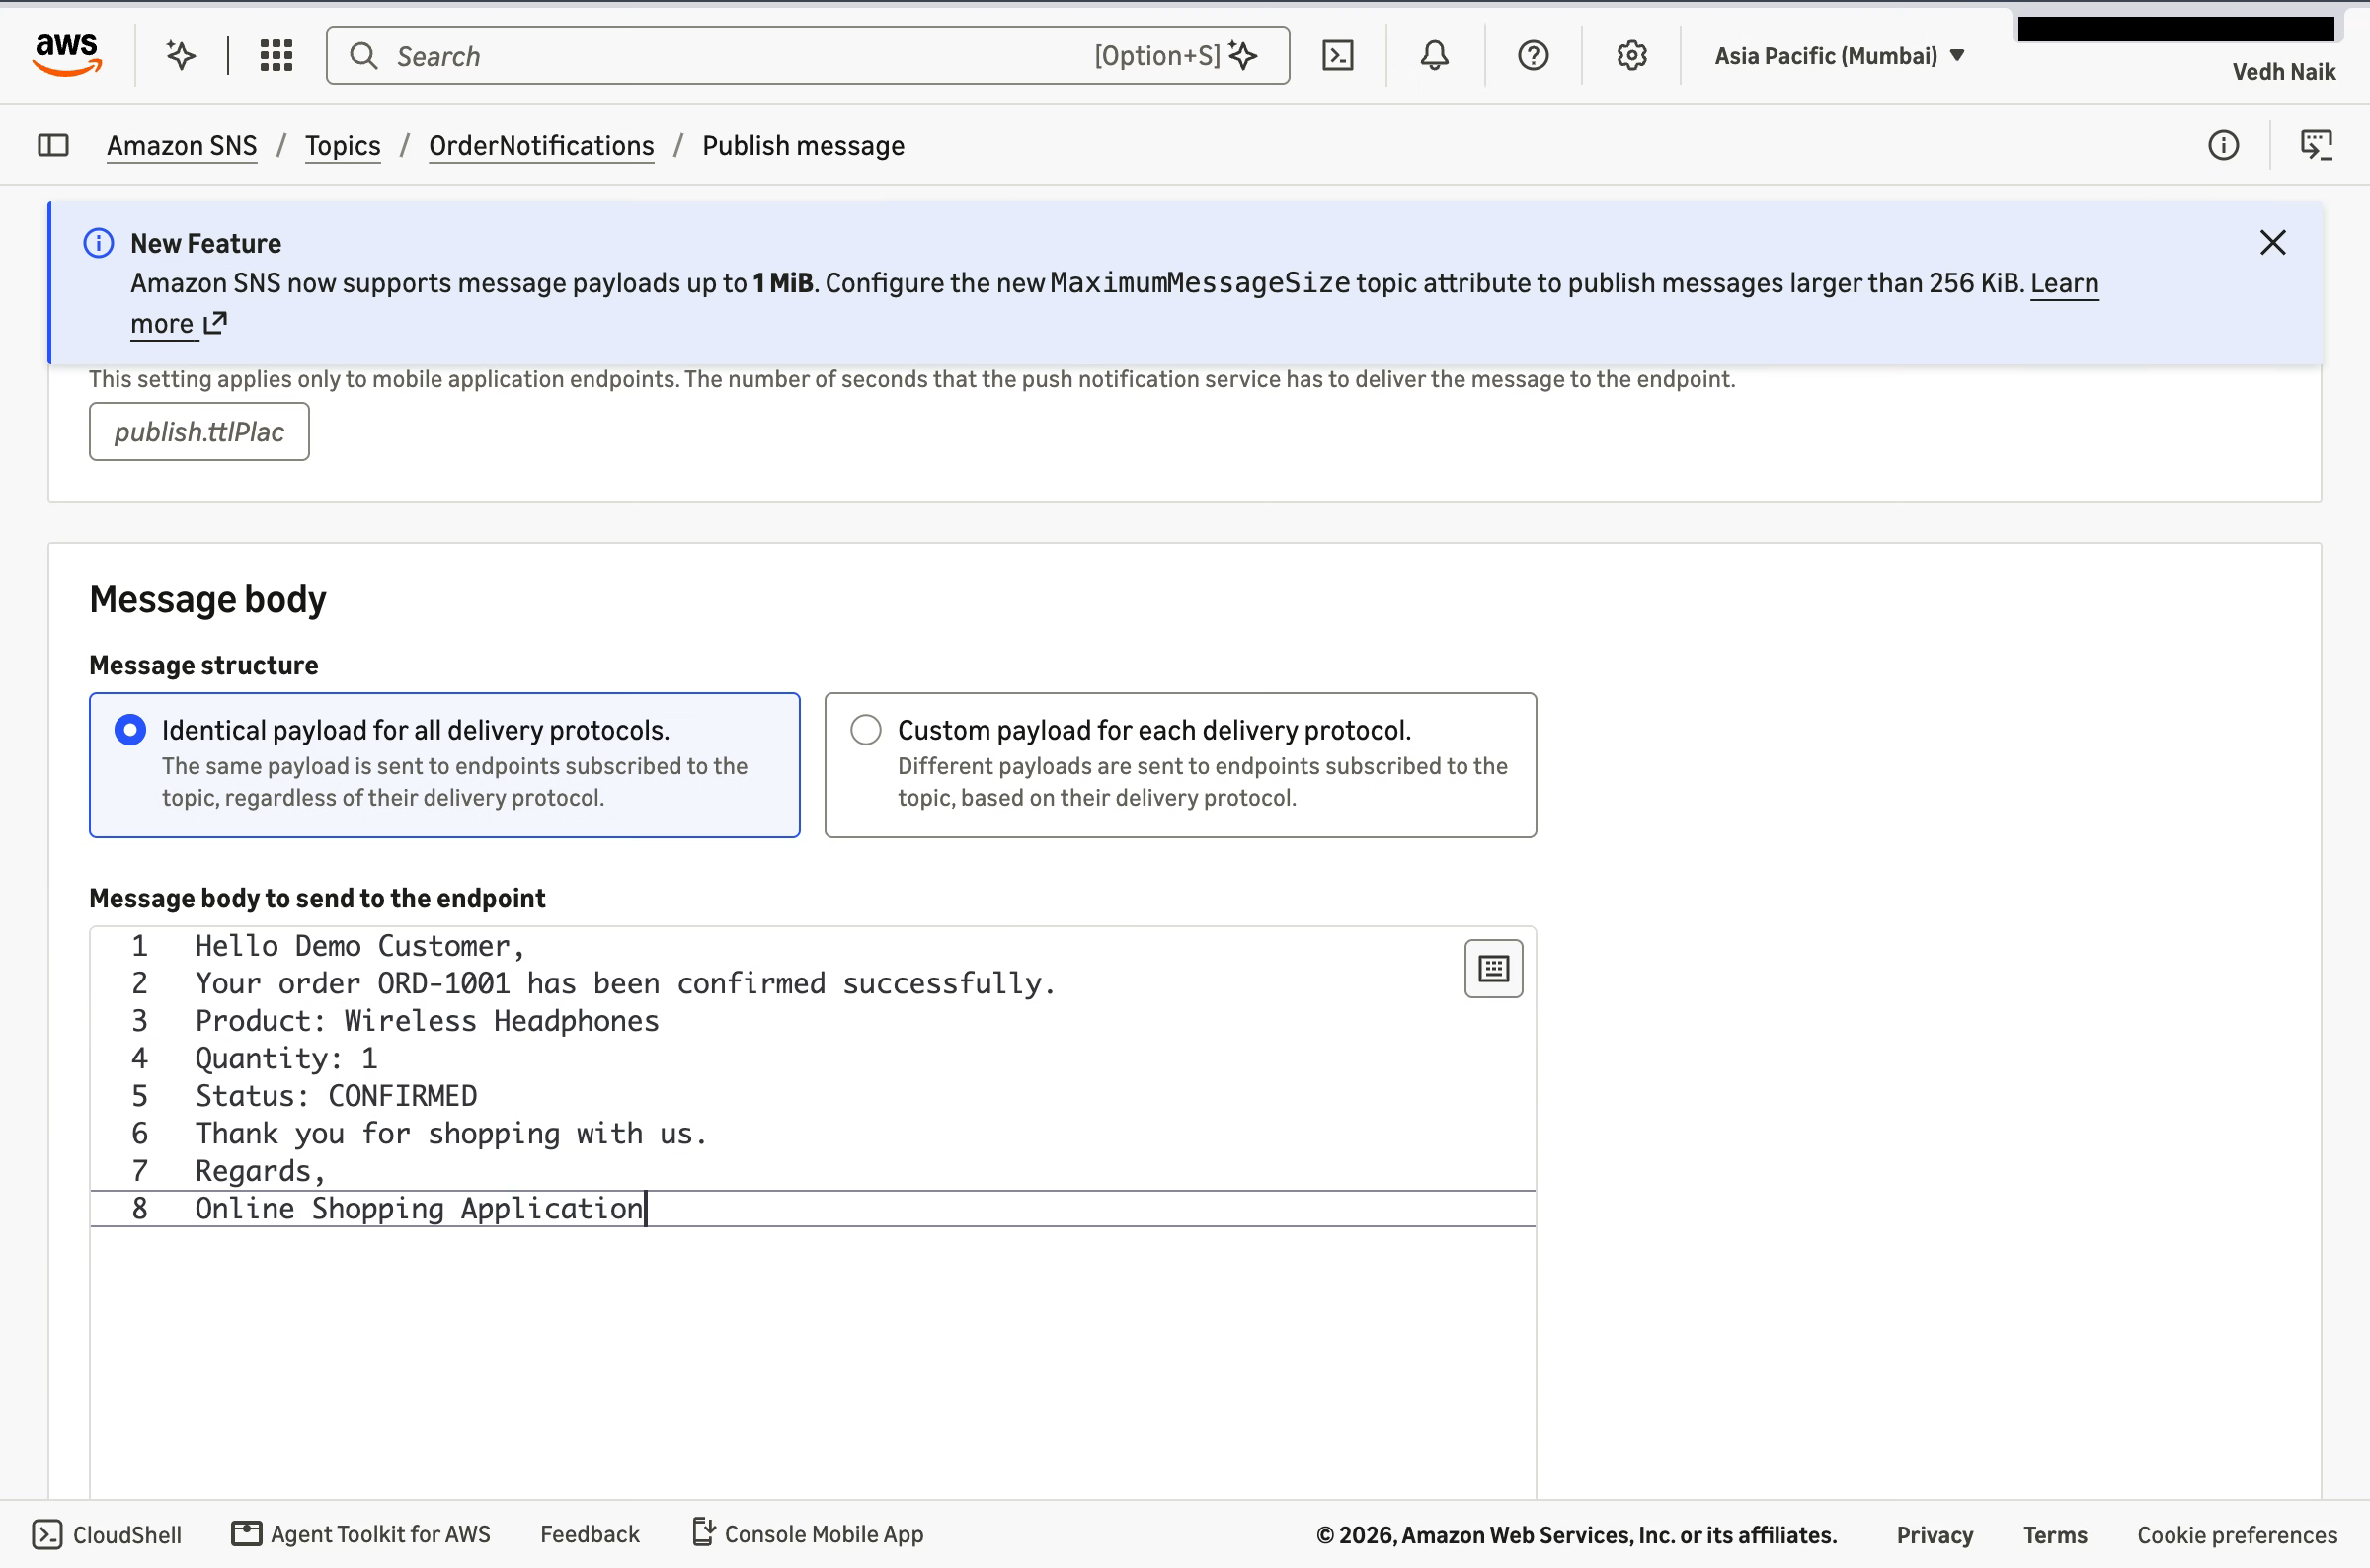 aws
Search [Option+S]
Asia Pacific (Mumbai)
Vedh Naik
Amazon SNS / Topics / OrderNotifications / Publish message
New Feature
Amazon SNS now supports message payloads up to 1 MiB. Configure the new MaximumMessageSize topic attribute to publish messages larger than 256 KiB. Learn
more
This setting applies only to mobile application endpoints. The number of seconds that the push notification service has to deliver the message to the endpoint.
publish.ttlPlac
Message body
Message structure
Identical payload for all delivery protocols.
The same payload is sent to endpoints subscribed to the
topic, regardless of their delivery protocol.
Custom payload for each delivery protocol.
Different payloads are sent to endpoints subscribed to the
topic, based on their delivery protocol.
Message body to send to the endpoint
1 Hello Demo Customer,
2 Your order ORD-1001 has been confirmed successfully.
3 Product: Wireless Headphones
4 Quantity: 1
5 Status: CONFIRMED
6 Thank you for shopping with us.
7 Regards,
8 Online Shopping Application
CloudShell Agent Toolkit for AWS Feedback Console Mobile App © 2026, Amazon Web Services, Inc. or its affiliates. Privacy Terms Cookie preferences